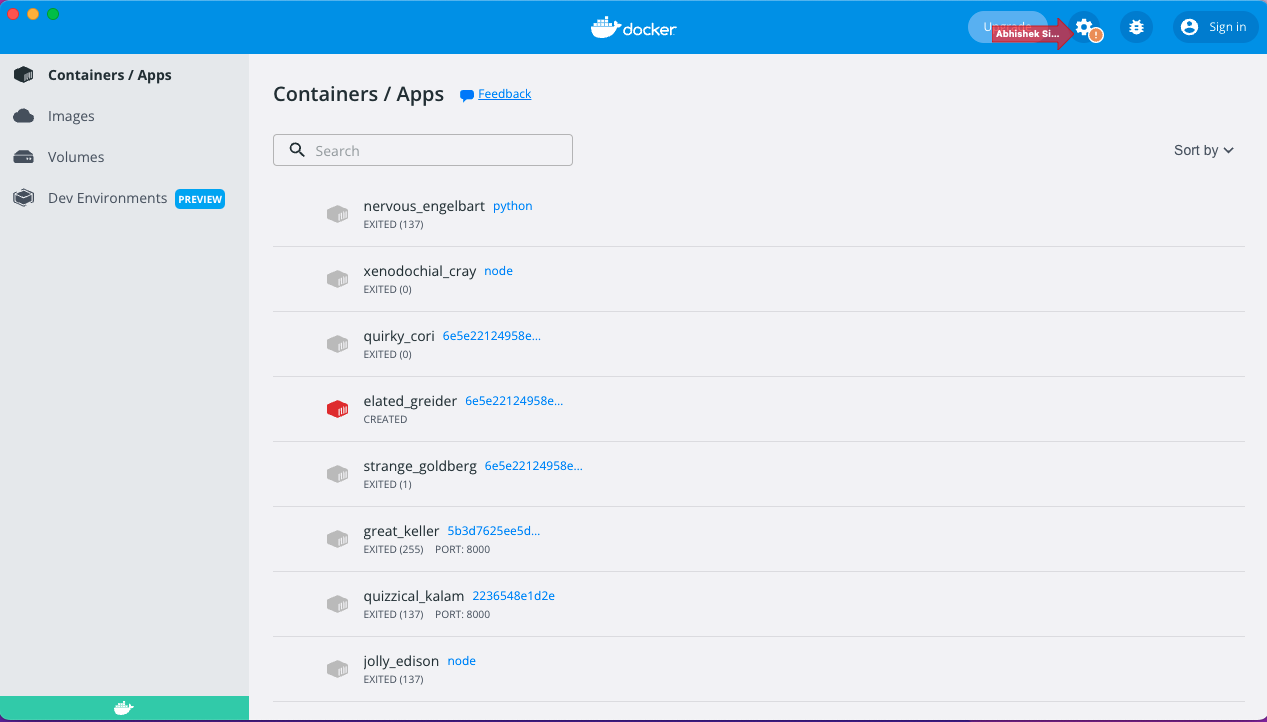 docker
Upgrade
Abhishek Si...
!
Sign in
Containers / Apps
Images
Volumes
Dev Environments PREVIEW
Containers / Apps Feedback
Search
Sort by
nervous_engelbart python
EXITED (137)
xenodochial_cray node
EXITED (0)
quirky_cori 6e5e22124958e...
EXITED (0)
elated_greider 6e5e22124958e...
CREATED
strange_goldberg 6e5e22124958e...
EXITED (1)
great_keller 5b3d7625ee5d...
EXITED (255) PORT: 8000
quizzical_kalam 2236548e1d2e
EXITED (137) PORT: 8000
jolly_edison node
EXITED (137)